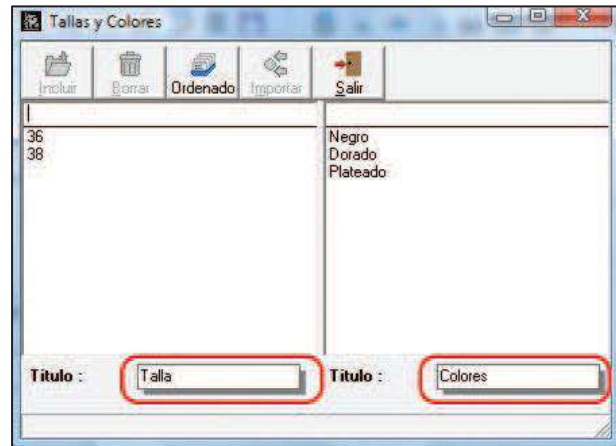 Tallas y Colores
Incluir Borrar Ordenado Importar Salir
36
38
Negro
Dorado
Plateado
Titulo : Talla Titulo : Colores